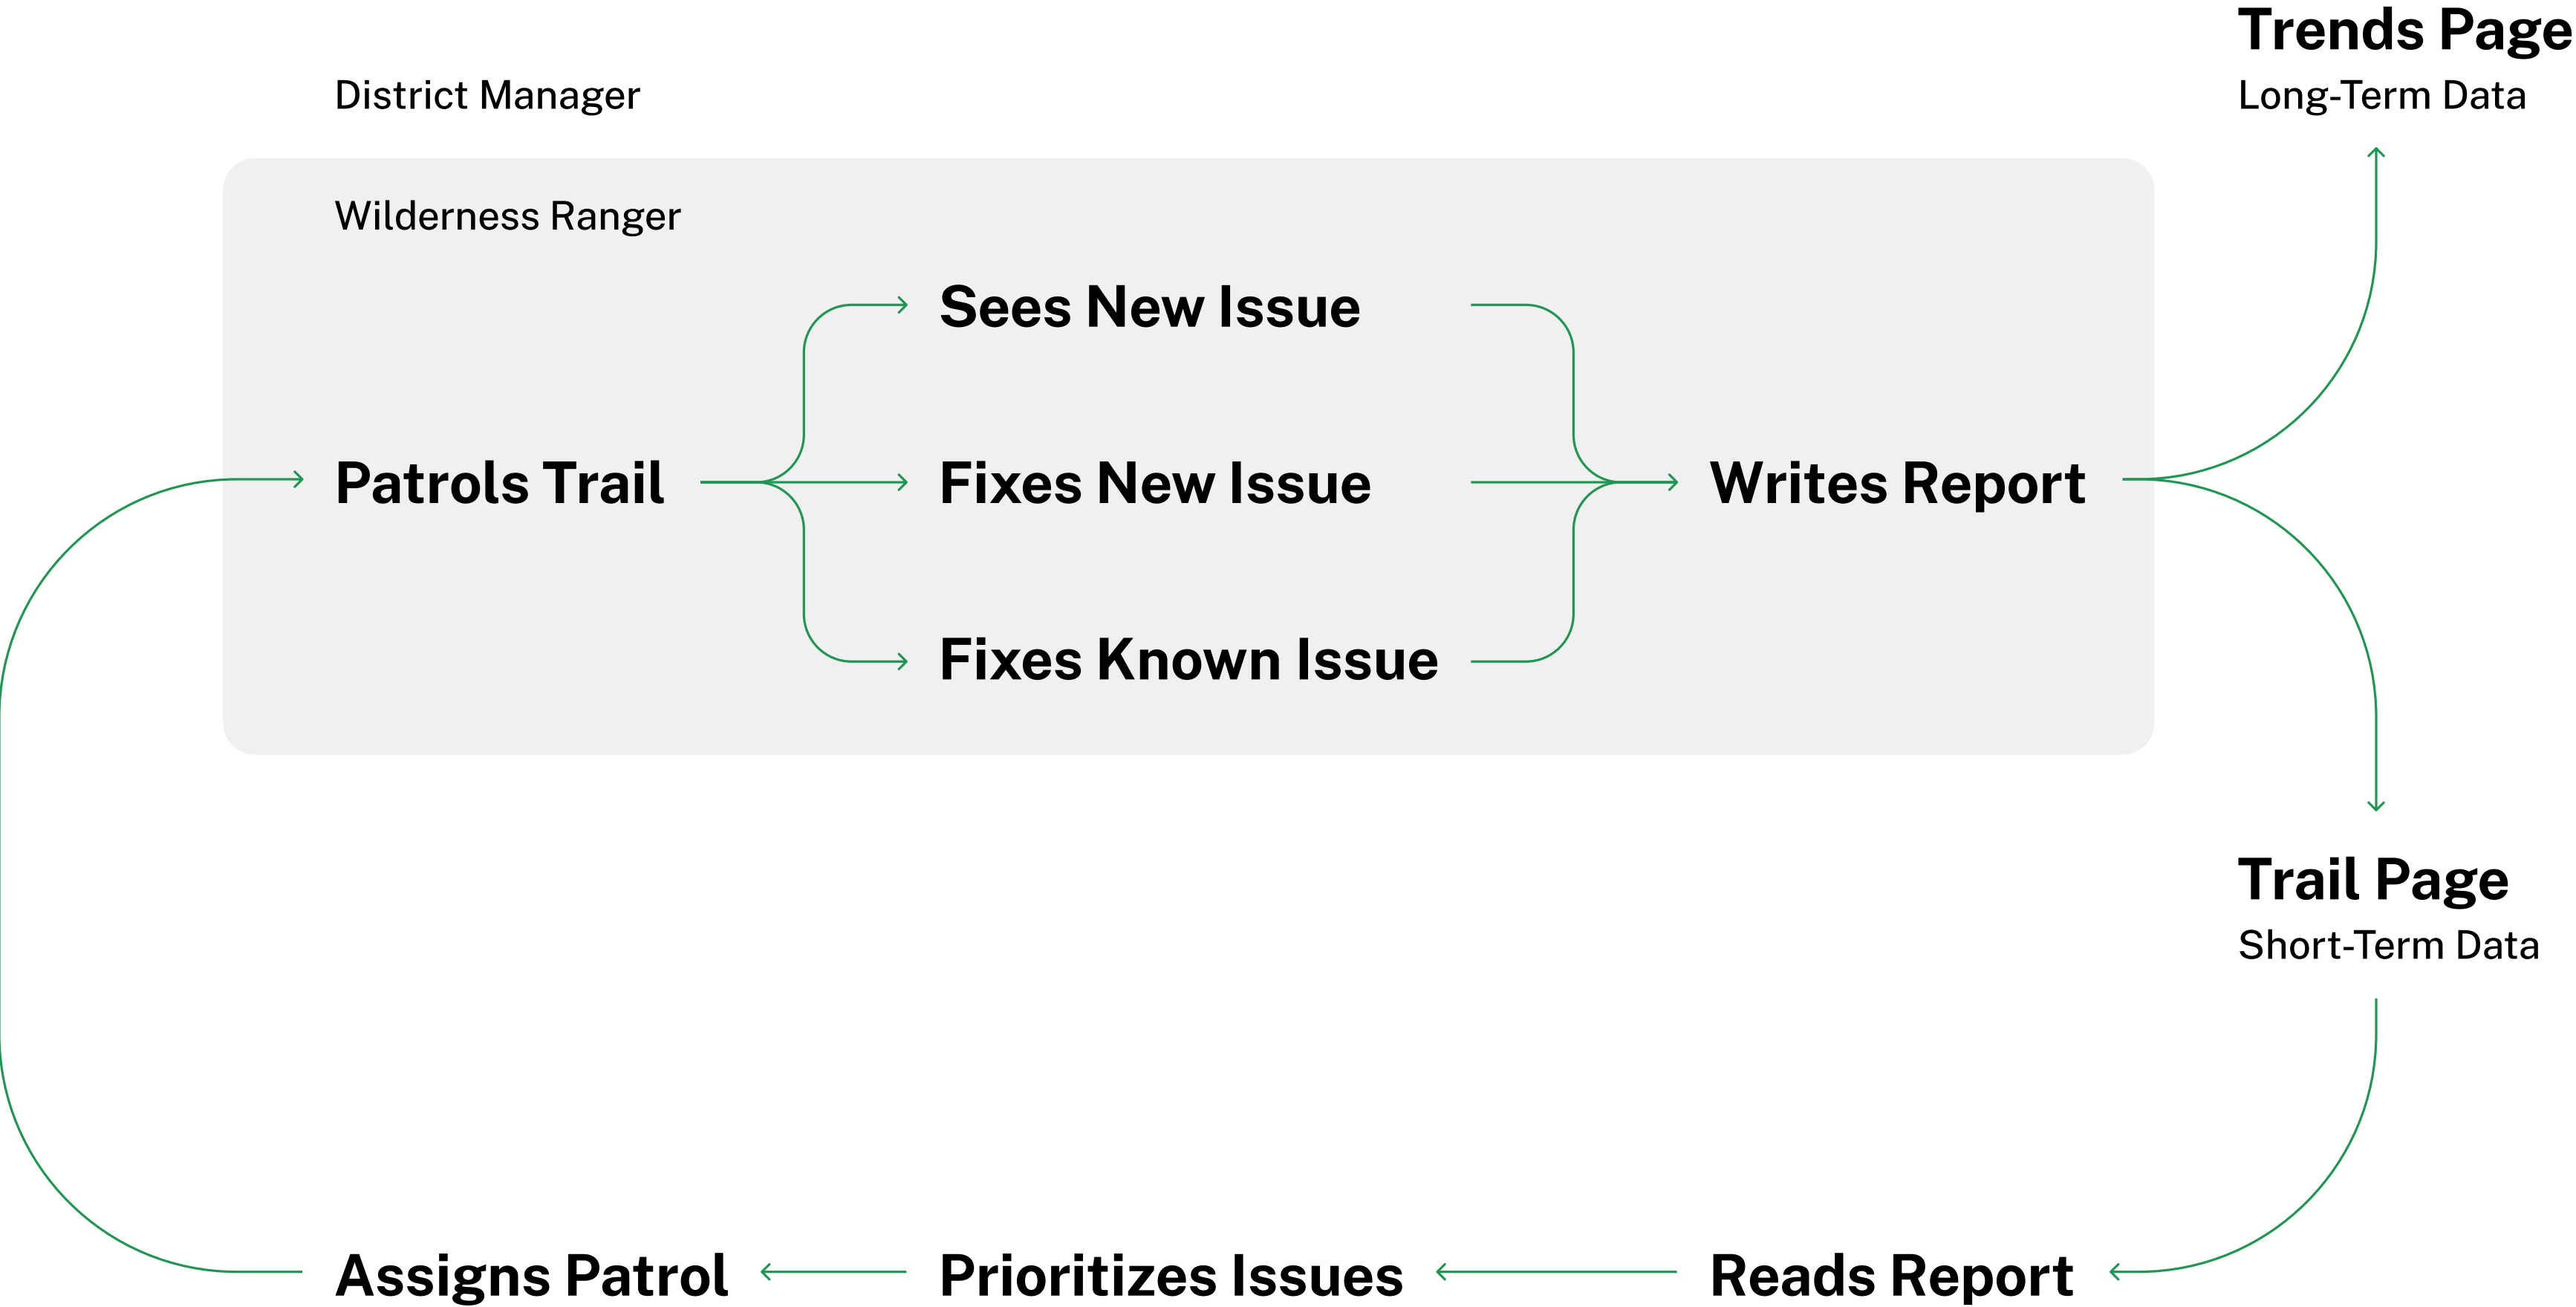 Trends Page
District Manager
Long-Term Data
Wilderness Ranger
Sees New Issue
Patrols Trail
Fixes New Issue
Writes Report
Fixes Known Issue
Trail Page
Short-Term Data
Assigns Patrol
Prioritizes Issues
Reads Report